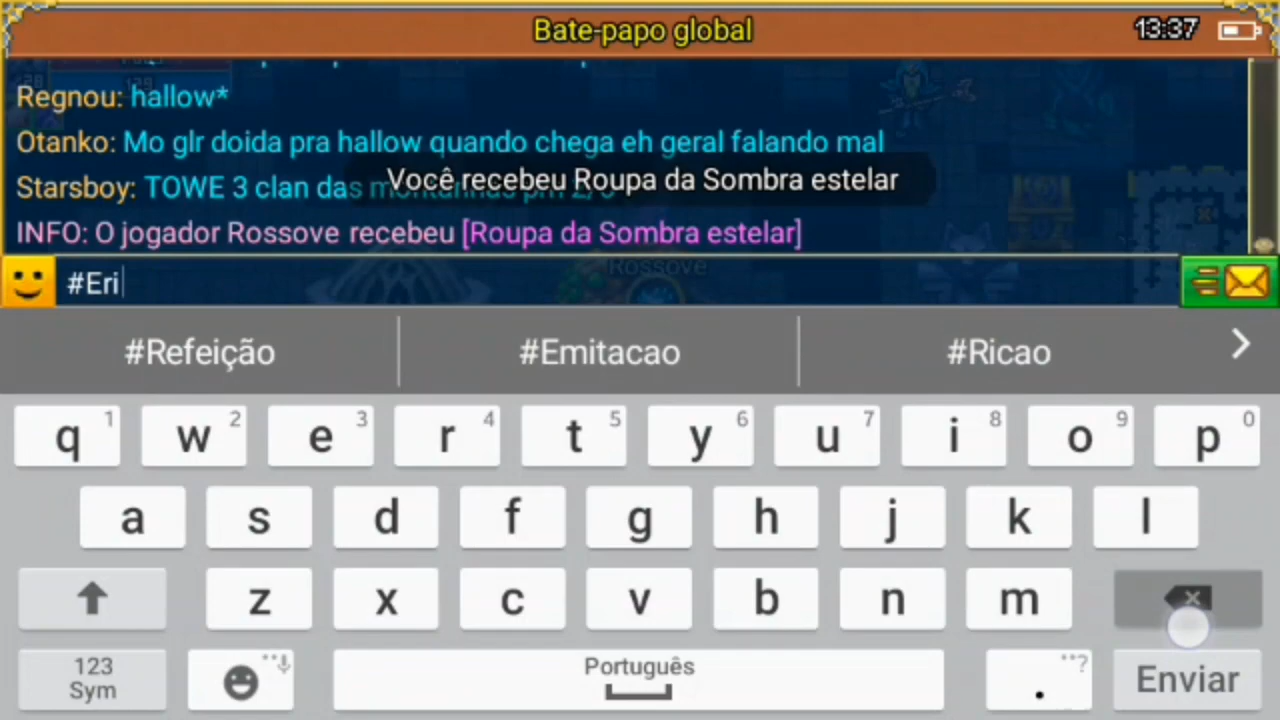 Bate-papo global
13:37
Regnou: hallow*
Otanko: Mo glr doida pra hallow quando chega eh geral falando mal
Starsboy: TOWE 3 clan das montanhas pm 2/
Você recebeu Roupa da Sombra estelar
INFO: O jogador Rossove recebeu [Roupa da Sombra estelar]
Rossove
#Eri
#Refeição #Emitacao #Ricao
q 1 w 2 e 3 r 4 t 5 y 6 u 7 i 8 o 9 p 0
a s d f g h j k l
z x c v b n m
123
Sym
Português
. ?
Enviar